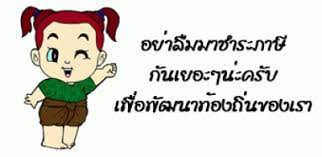 อย่าลืมมาชำระภาษี
กันเยอะๆน่ะครับ
เพื่อพัฒนาท้องถิ่นของเรา